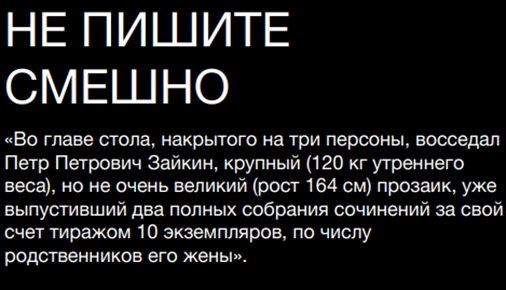 НЕ ПИШИТЕ
СМЕШНО
«Во главе стола, накрытого на три персоны, восседал
Петр Петрович Зайкин, крупный (120 кг утреннего
веса), но не очень великий (рост 164 см) прозаик, уже
выпустивший два полных собрания сочинений за свой
счет тиражом 10 экземпляров, по числу
родственников его жены».